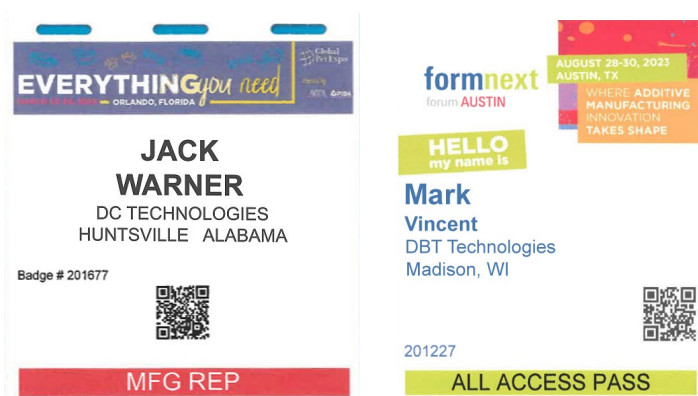 Global
Pet Expo
EVERYTHING you need
ORLANDO, FLORIDA
JACK
WARNER
DC TECHNOLOGIES
HUNTSVILLE ALABAMA
Badge # 201677
MFG REP
formnext
forum AUSTIN
AUGUST 28-30, 2023
AUSTIN, TX
WHERE ADDITIVE
MANUFACTURING
INNOVATION
TAKES SHAPE
HELLO
my name is
Mark
Vincent
DBT Technologies
Madison, WI
201227
ALL ACCESS PASS